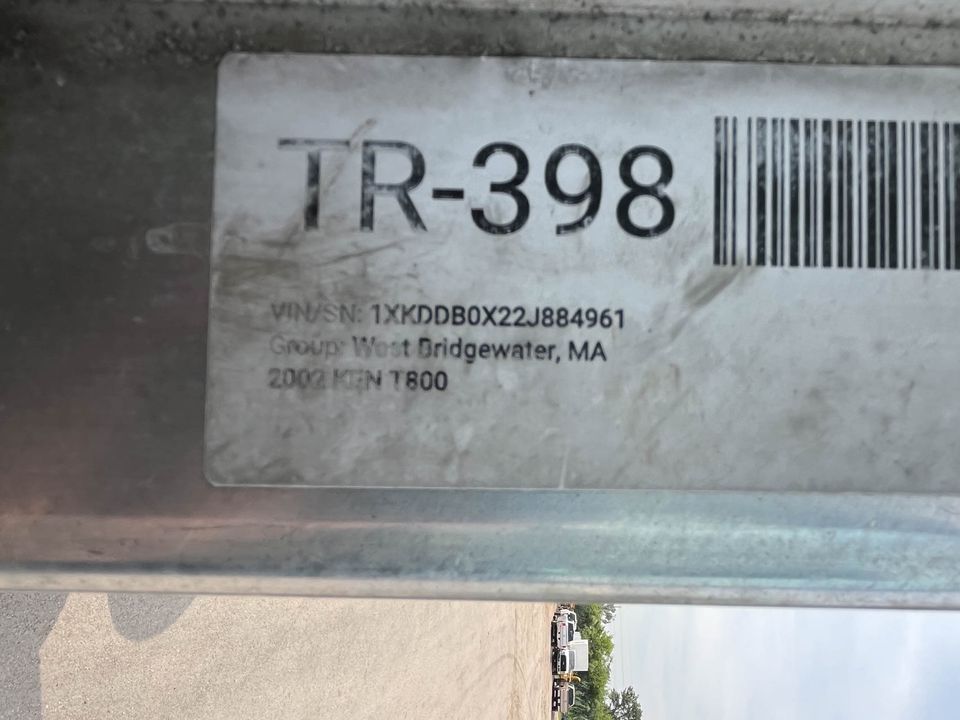 TR-398
VIN/SN: 1XKDDB0X22J884961
Group: West Bridgewater, MA
2002 KEN T800